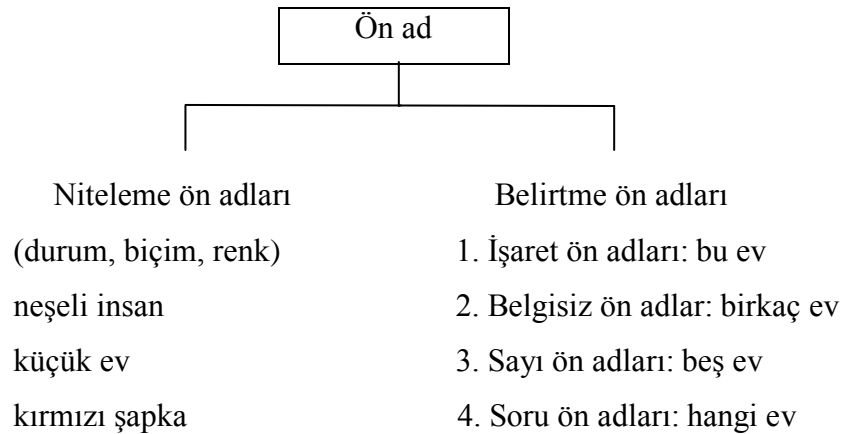 Ön ad
Niteleme ön adları
(durum, biçim, renk)
neşeli insan
küçük ev
kırmızı şapka
Belirtme ön adları
1. İşaret ön adları: bu ev
2. Belgisiz ön adlar: birkaç ev
3. Sayı ön adları: beş ev
4. Soru ön adları: hangi ev